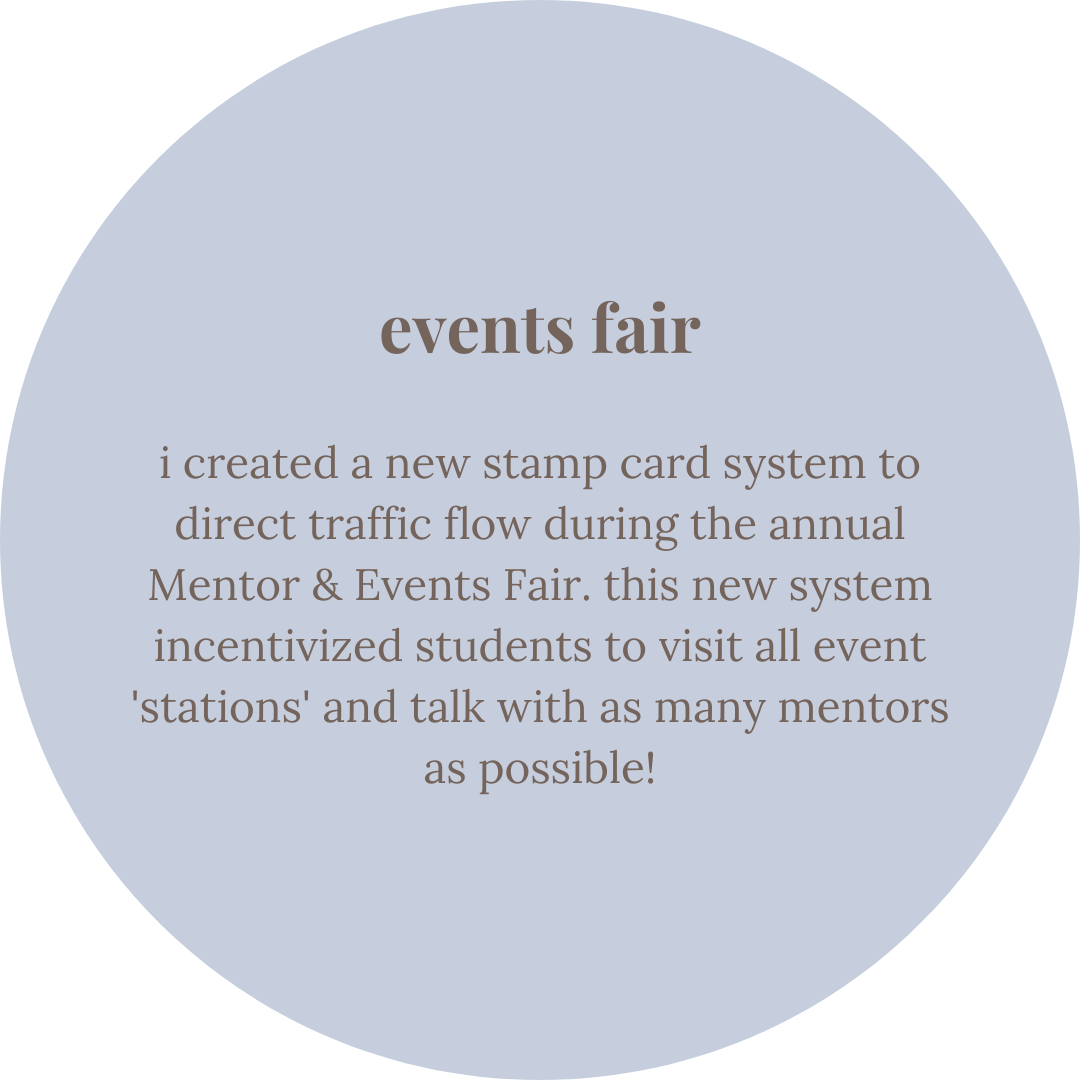 events fair
i created a new stamp card system to
direct traffic flow during the annual
Mentor & Events Fair. this new system
incentivized students to visit all event
'stations' and talk with as many mentors
as possible!